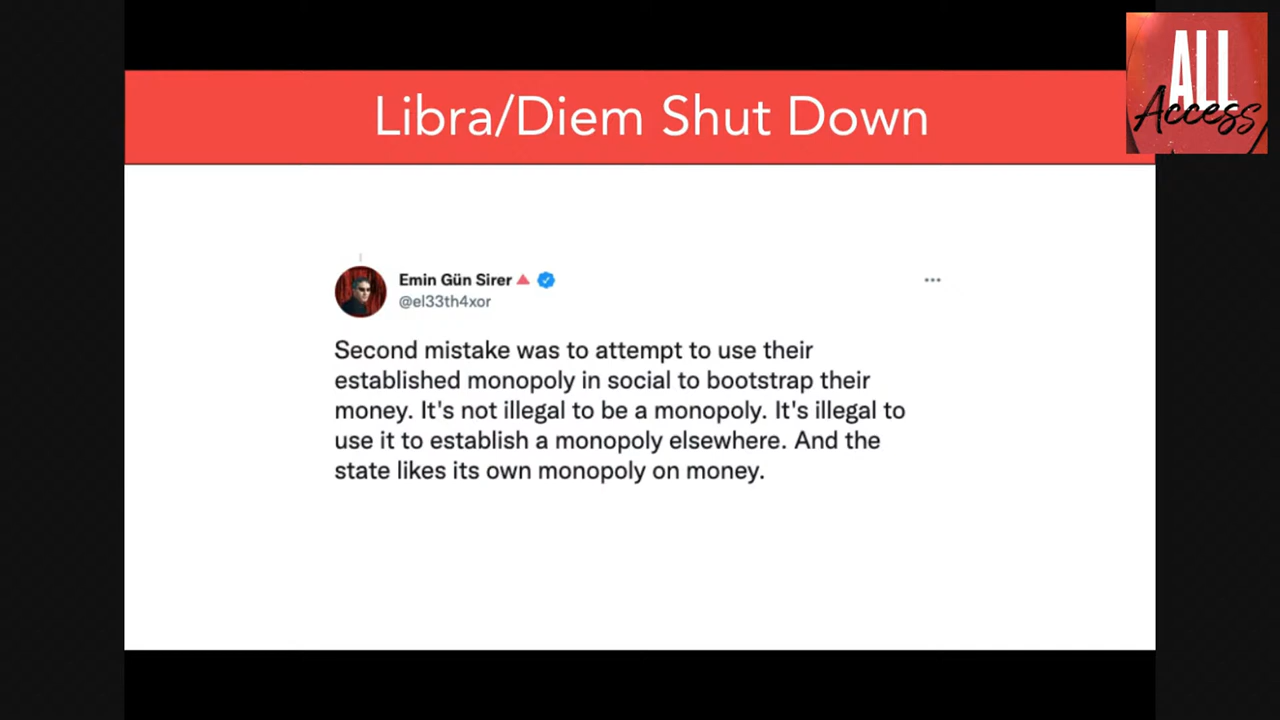 ALL
Access
Libra/Diem Shut Down
Emin Gün Sirer
@el33th4xor
Second mistake was to attempt to use their
established monopoly in social to bootstrap their
money. It's not illegal to be a monopoly. It's illegal to
use it to establish a monopoly elsewhere. And the
state likes its own monopoly on money.